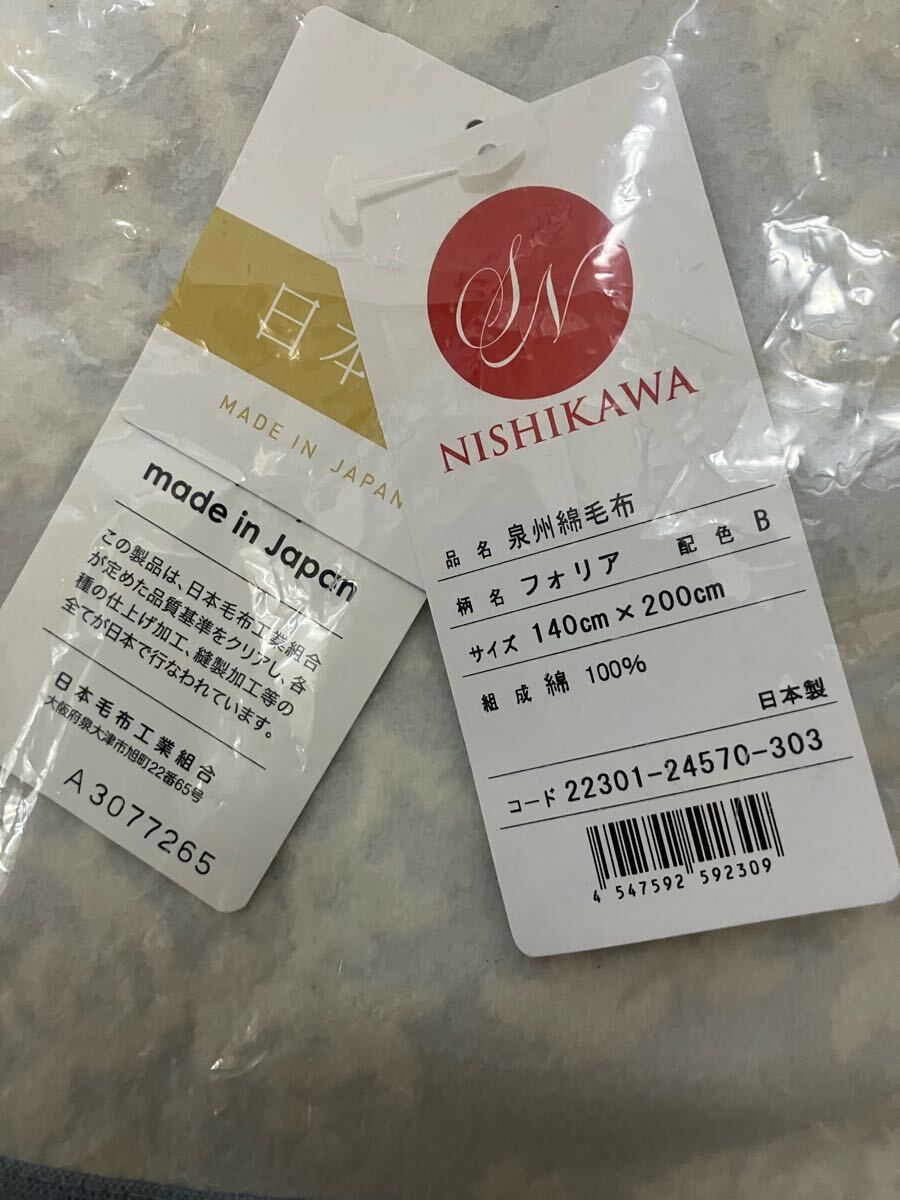 日本
MADE IN JAPAN
made in Japan
この製品は、日本毛布工業組合
が定めた品質基準をクリアし、各
種の仕上げ加工、縫製加工等の
全てが日本で行なわれています。
日本毛布工業組合
大阪府泉大津市旭町22番65号
A3077265
SN
NISHIKAWA
品名 泉州綿毛布
柄名 フォリア 配色 B
サイズ 140cm×200cm
組成 綿 100%
日本製
コード 22301-24570-303
4 547592 592309